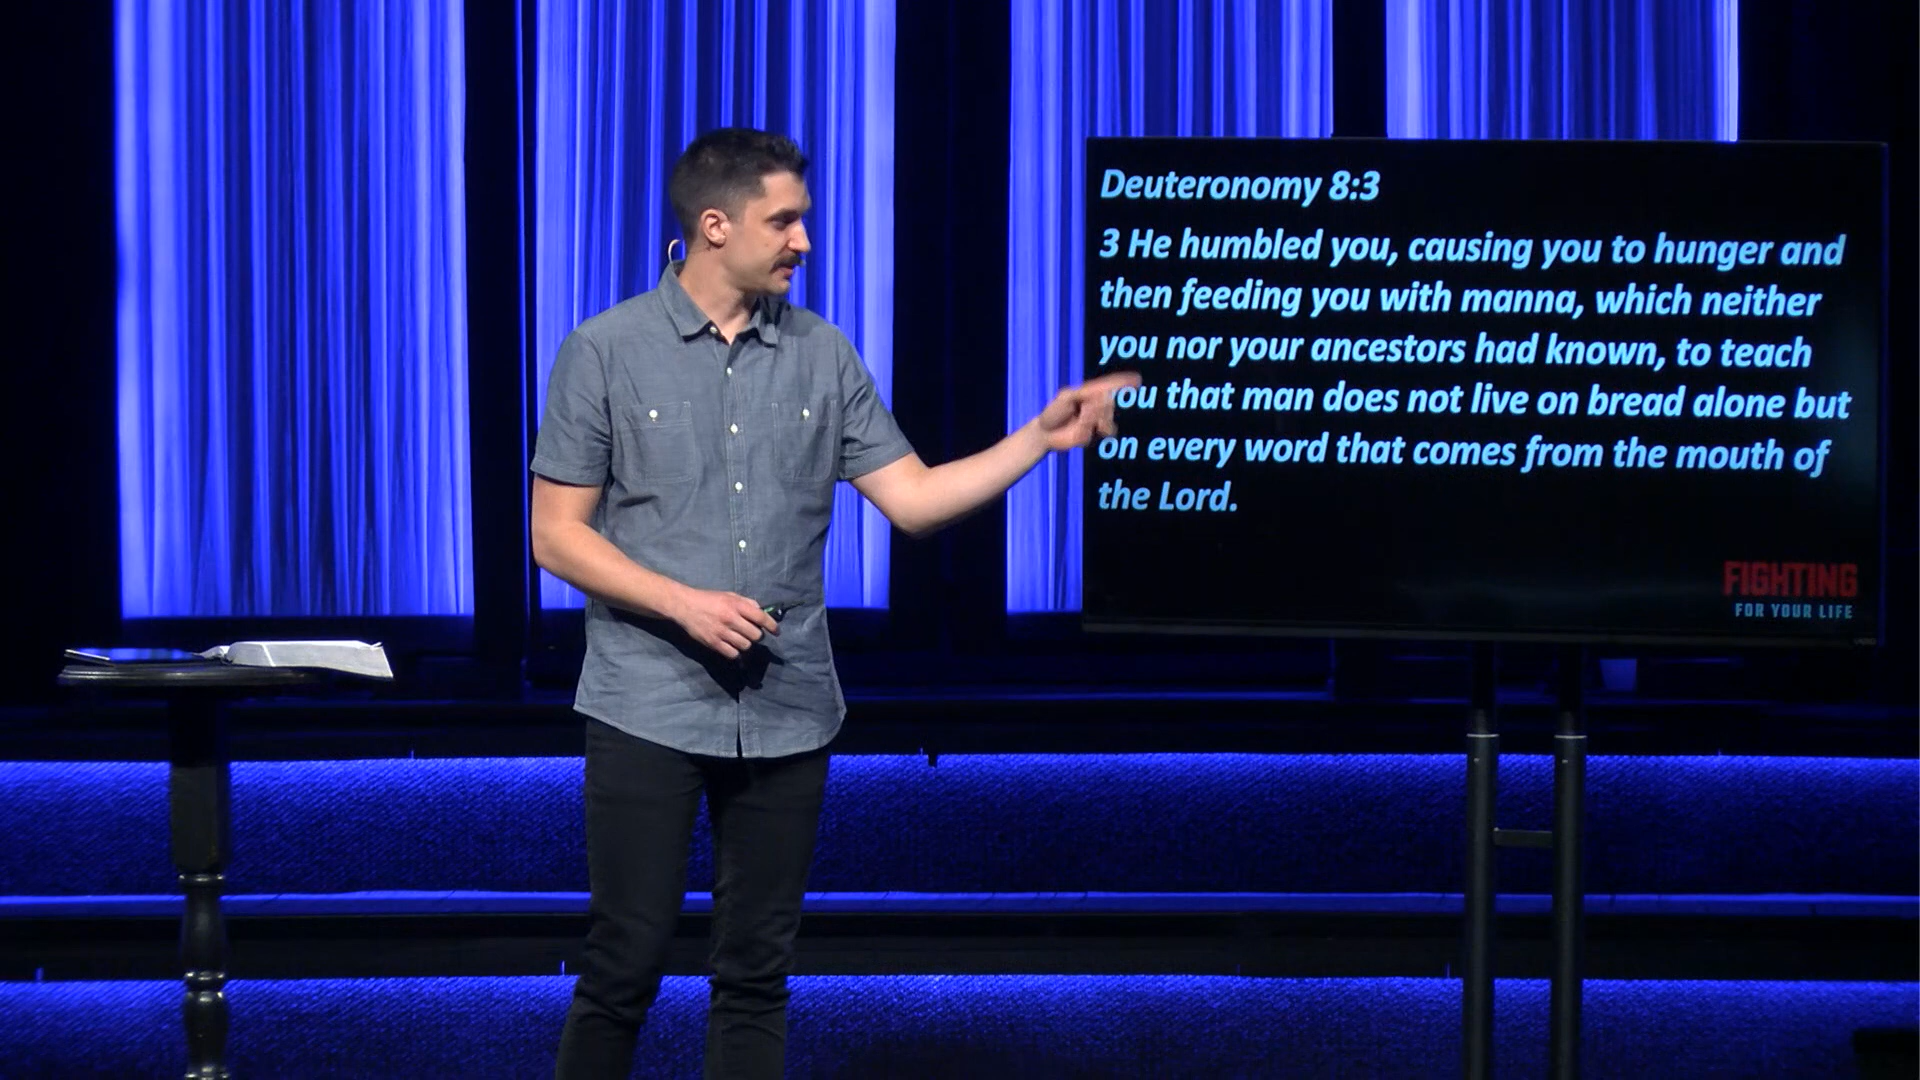 Deuteronomy 8:3
3 He humbled you, causing you to hunger and
then feeding you with manna, which neither
you nor your ancestors had known, to teach
you that man does not live on bread alone but
on every word that comes from the mouth of
the Lord.
FIGHTING
FOR YOUR LIFE